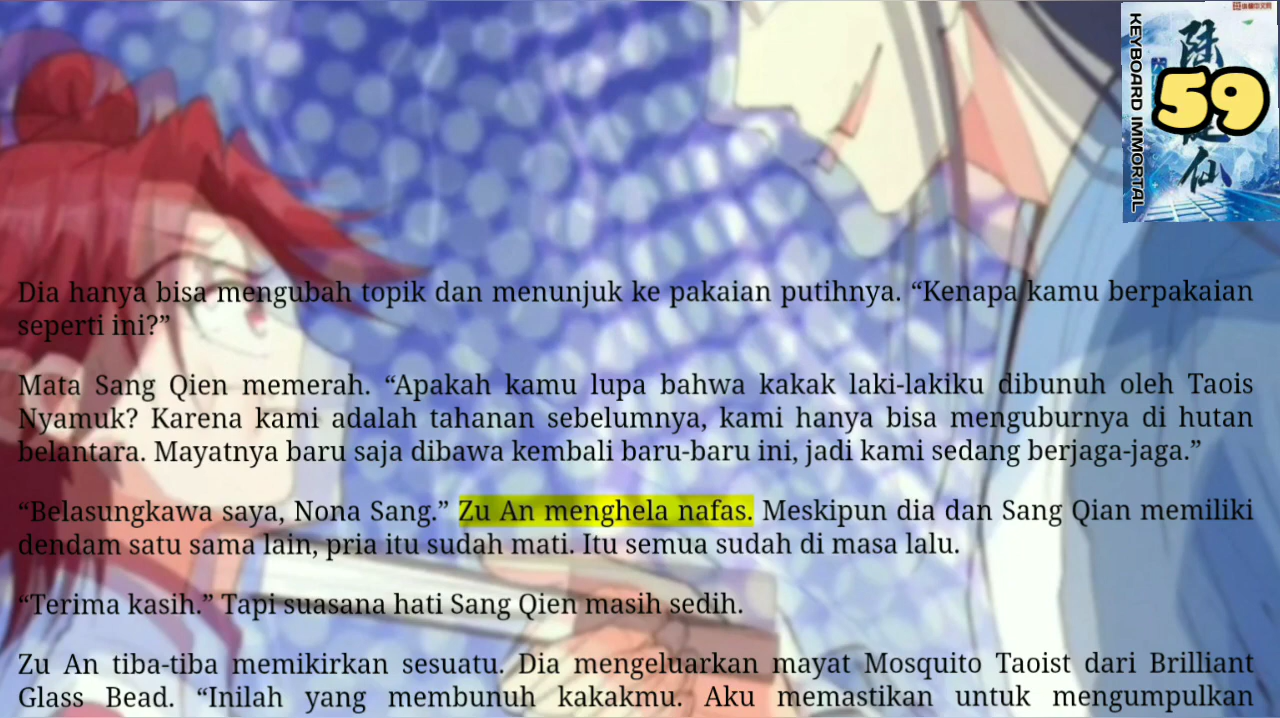 KEYBOARD IMMORTAL
59
仙
Dia hanya bisa mengubah topik dan menunjuk ke pakaian putihnya. “Kenapa kamu berpakaian
seperti ini?”
Mata Sang Qien memerah. “Apakah kamu lupa bahwa kakak laki-lakiku dibunuh oleh Taois
Nyamuk? Karena kami adalah tahanan sebelumnya, kami hanya bisa menguburnya di hutan
belantara. Mayatnya baru saja dibawa kembali baru-baru ini, jadi kami sedang berjaga-jaga.”
“Belasungkawa saya, Nona Sang.” Zu An menghela nafas. Meskipun dia dan Sang Qian memiliki
dendam satu sama lain, pria itu sudah mati. Itu semua sudah di masa lalu.
“Terima kasih.” Tapi suasana hati Sang Qien masih sedih.
Zu An tiba-tiba memikirkan sesuatu. Dia mengeluarkan mayat Mosquito Taoist dari Brilliant
Glass Bead. “Inilah yang membunuh kakakmu. Aku memastikan untuk mengumpulkan